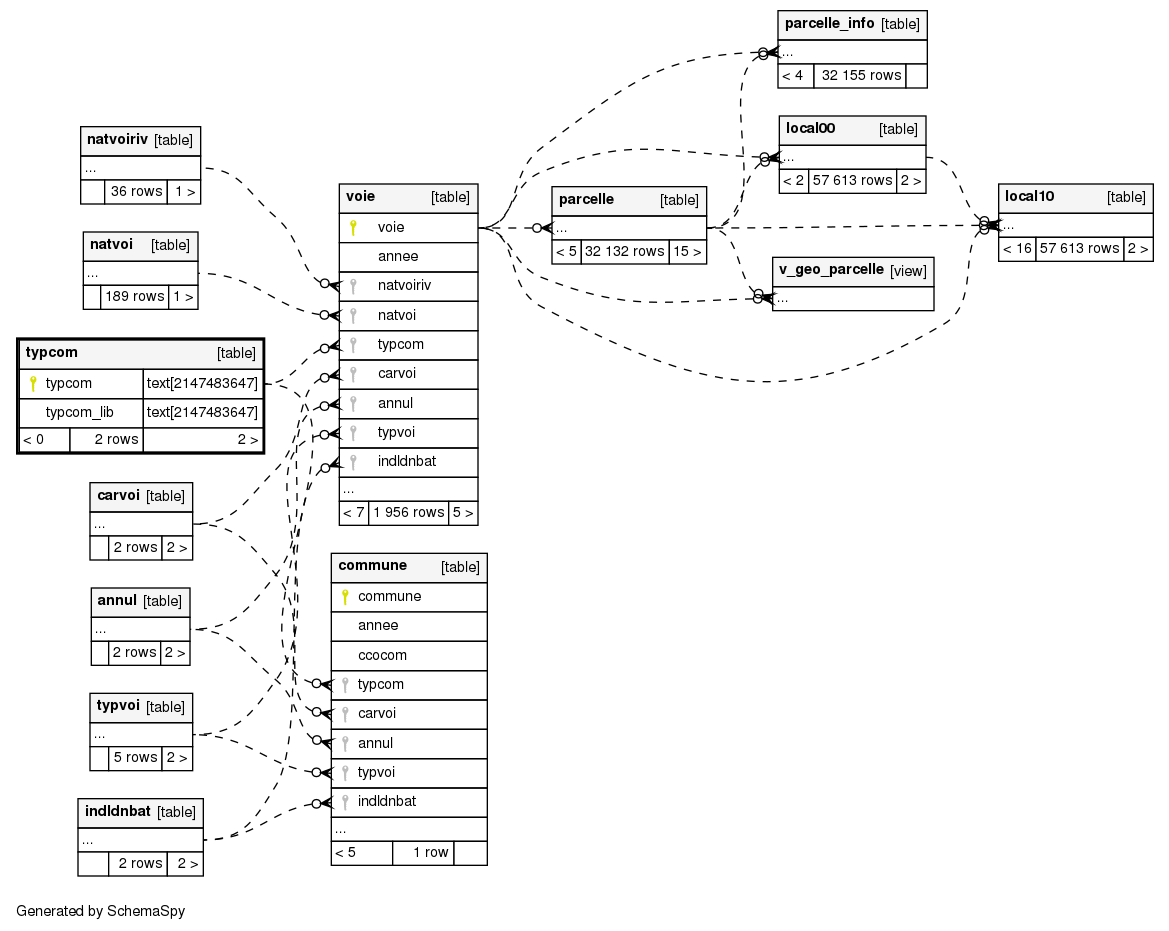 parcelle_info [table]
...
< 4 32 155 rows
natvoiriv [table]
...
36 rows 1 >
local00 [table]
...
< 2 57 613 rows 2 >
voie [table]
voie
annee
natvoiriv
natvoi
typcom
carvoi
annul
typvoi
indldnbat
...
< 7 1 956 rows 5 >
parcelle [table]
...
< 5 32 132 rows 15 >
local10 [table]
...
< 16 57 613 rows 2 >
natvoi [table]
...
189 rows 1 >
v_geo_parcelle [view]
...
typcom [table]
typcom text[2147483647]
typcom_lib text[2147483647]
< 0 2 rows 2 >
carvoi [table]
...
2 rows 2 >
commune [table]
commune
annee
ccocom
typcom
carvoi
annul
typvoi
indldnbat
...
< 5 1 row
annul [table]
...
2 rows 2 >
typvoi [table]
...
5 rows 2 >
indldnbat [table]
...
2 rows 2 >
Generated by SchemaSpy